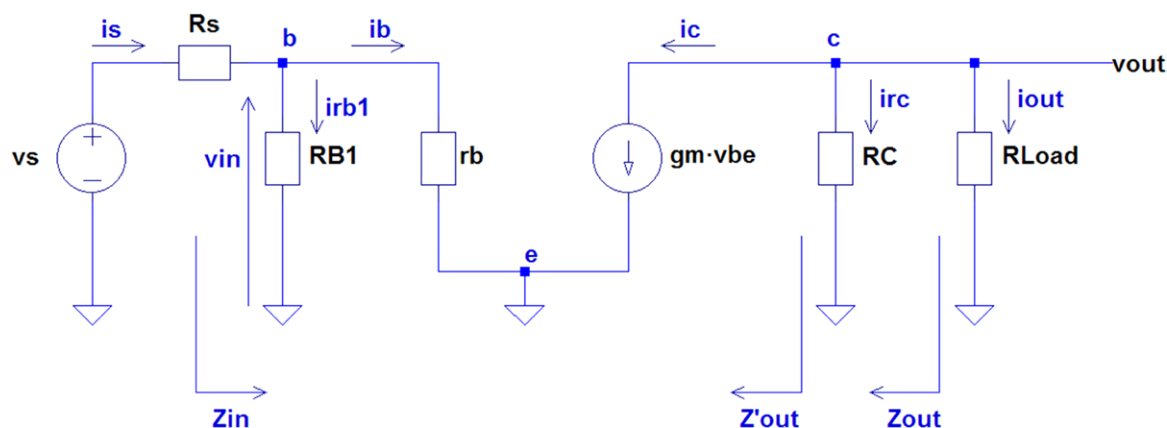 is
Rs
b
ib
ic
c
vout
irb1
irc
iout
vs
+
−
vin
RB1
rb
gm·vbe
RC
RLoad
e
Zin
Z'out
Zout